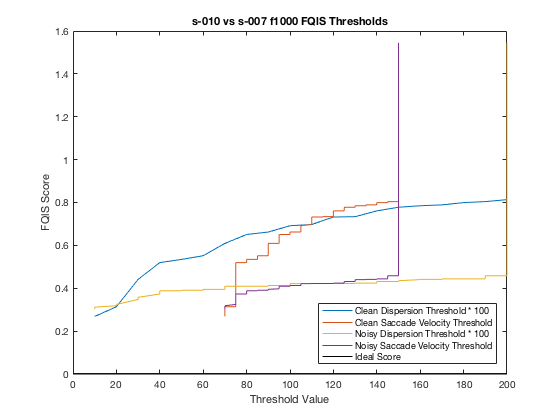 s-010 vs s-007 f1000 FQIS Thresholds
1.6
1.4
1.2
1
0.8
0.6
0.4
0.2
0
FQIS Score
Clean Dispersion Threshold * 100
Clean Saccade Velocity Threshold
Noisy Dispersion Threshold * 100
Noisy Saccade Velocity Threshold
Ideal Score
0 20 40 60 80 100 120 140 160 180 200
Threshold Value